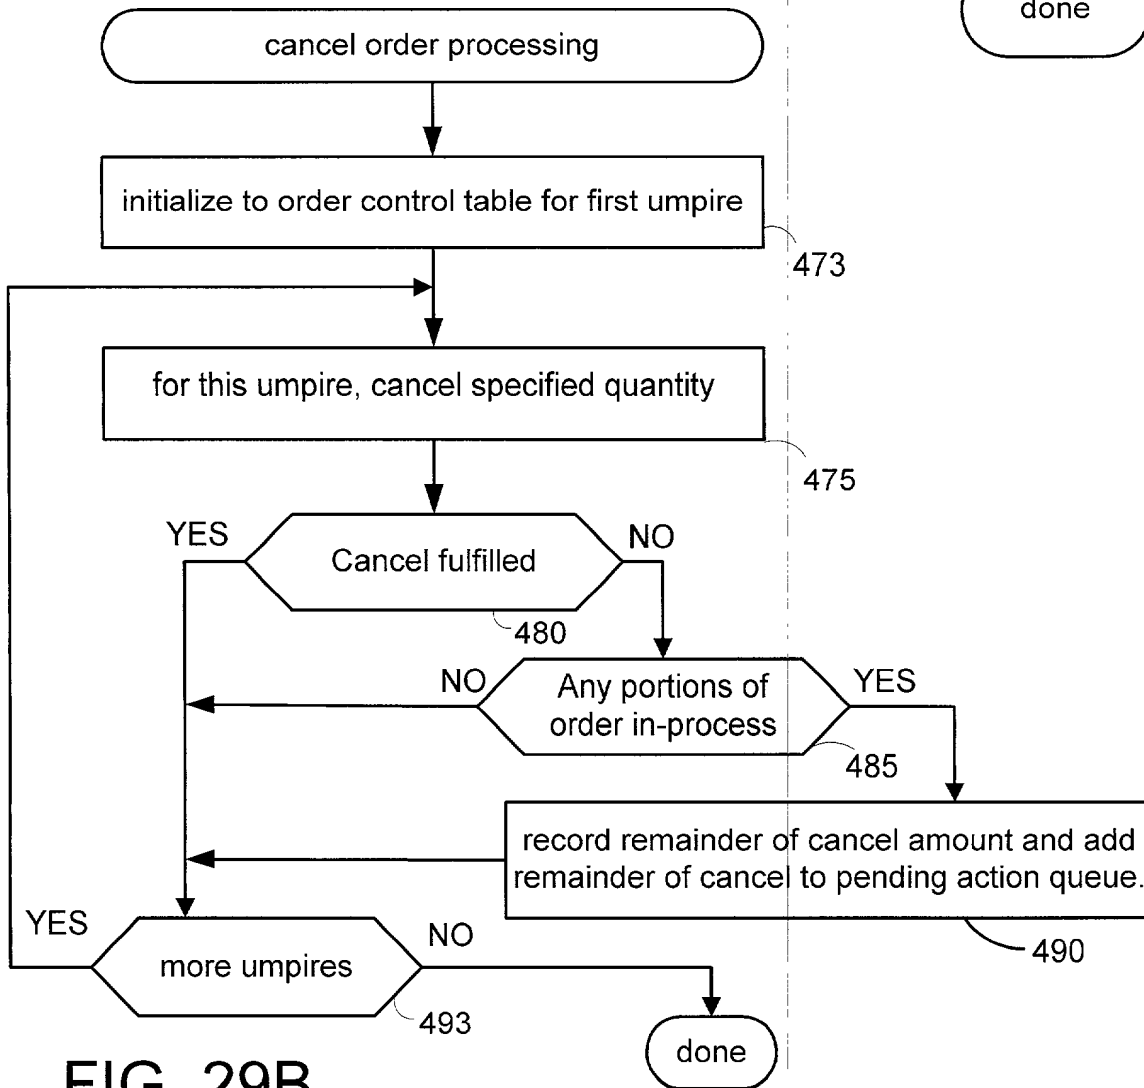 done
cancel order processing
initialize to order control table for first umpire
473
for this umpire, cancel specified quantity
475
YES
NO
Cancel fulfilled
480
NO
YES
Any portions of
order in-process
485
record remainder of cancel amount and add
remainder of cancel to pending action queue.
490
YES
NO
more umpires
493
done
FIG. 29B